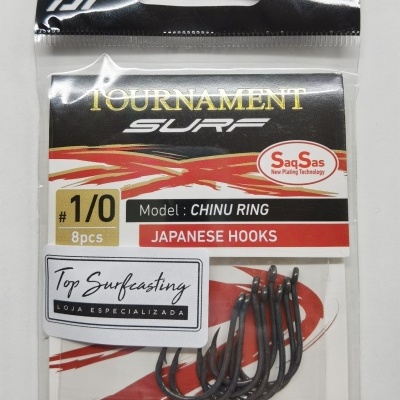 TOURNAMENT
SURF
SaqSas
New Plating Technology
# 1/0
8pcs
Model : CHINU RING
JAPANESE HOOKS
Top Surfcasting
LOJA ESPECIALIZADA